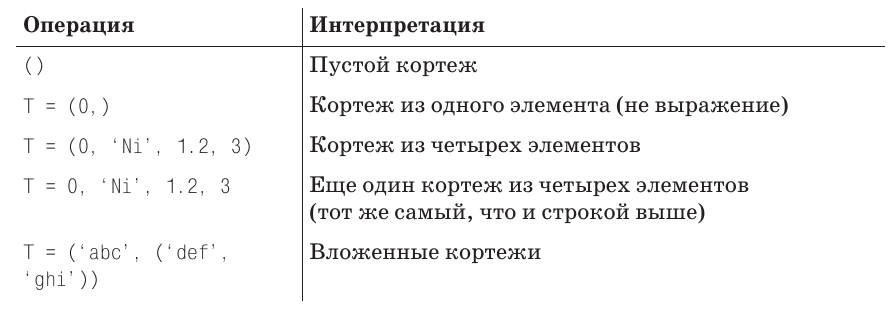 Операция Интерпретация
() Пустой кортеж
T = (0,) Кортеж из одного элемента (не выражение)
T = (0, ‘Ni’, 1.2, 3) Кортеж из четырех элементов
T = 0, ‘Ni’, 1.2, 3 Еще один кортеж из четырех элементов
(тот же самый, что и строкой выше)
T = (‘abc’, (‘def’, Вложенные кортежи
‘ghi’))